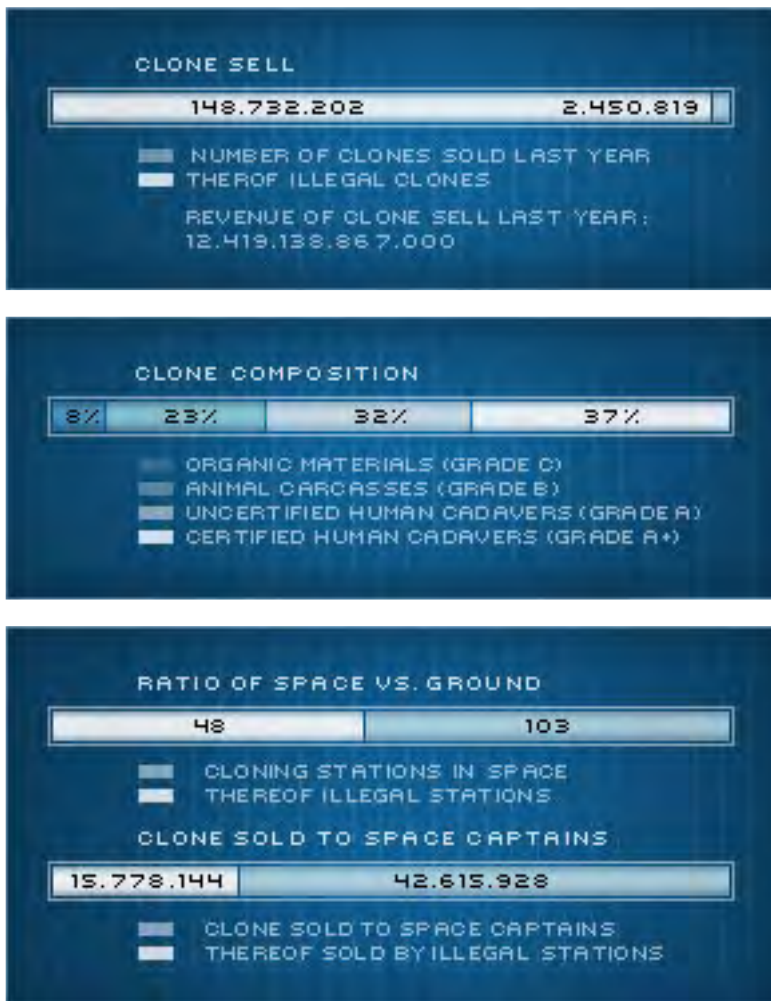 CLONE SELL
148.732.202 2.450.819
NUMBER OF CLONES SOLD LAST YEAR
THEROF ILLEGAL CLONES
REVENUE OF CLONE SELL LAST YEAR:
12.419.138.867.000
CLONE COMPOSITION
8% 23% 32% 37%
ORGANIC MATERIALS (GRADE C)
ANIMAL CARCASSES (GRADE B)
UNCERTIFIED HUMAN CADAVERS (GRADE A)
CERTIFIED HUMAN CADAVERS (GRADE A+)
RATIO OF SPACE VS. GROUND
48 103
CLONING STATIONS IN SPACE
THEREOF ILLEGAL STATIONS
CLONE SOLD TO SPACE CAPTAINS
15.778.144 42.615.928
CLONE SOLD TO SPACE CAPTAINS
THEREOF SOLD BY ILLEGAL STATIONS